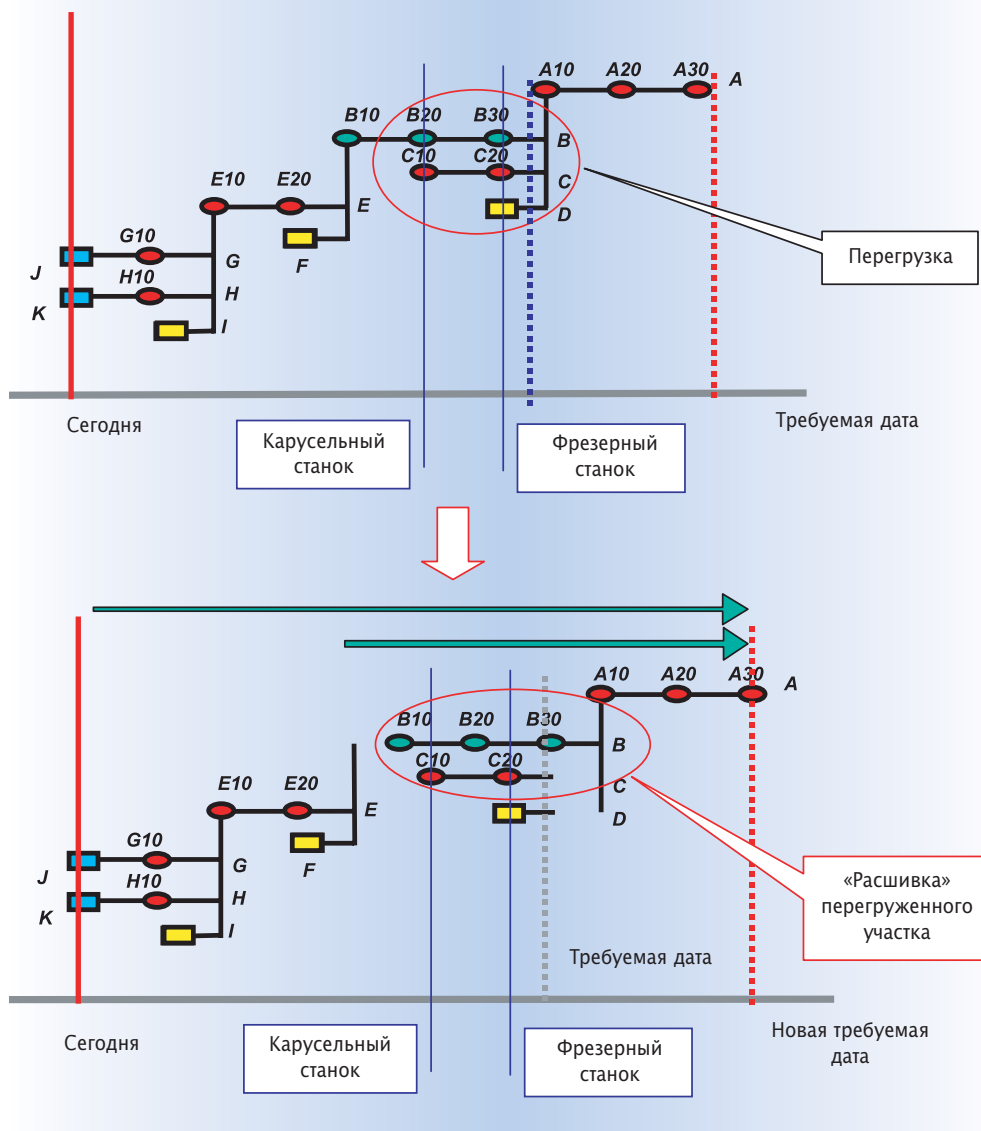 A10 A20 A30 A
B10 B20 B30
B
C10 C20
C
E10 E20
E
D
G10
F
G
J
H10
H
K
I
Перегрузка
Сегодня
Требуемая дата
Карусельный
станок
Фрезерный
станок
A10 A20 A30 A
B10 B20 B30
B
C10 C20
C
E10 E20
E
D
G10
F
G
J
H10
H
K
I
«Расшивка»
перегруженного
участка
Требуемая дата
Сегодня
Карусельный
станок
Фрезерный
станок
Новая требуемая
дата